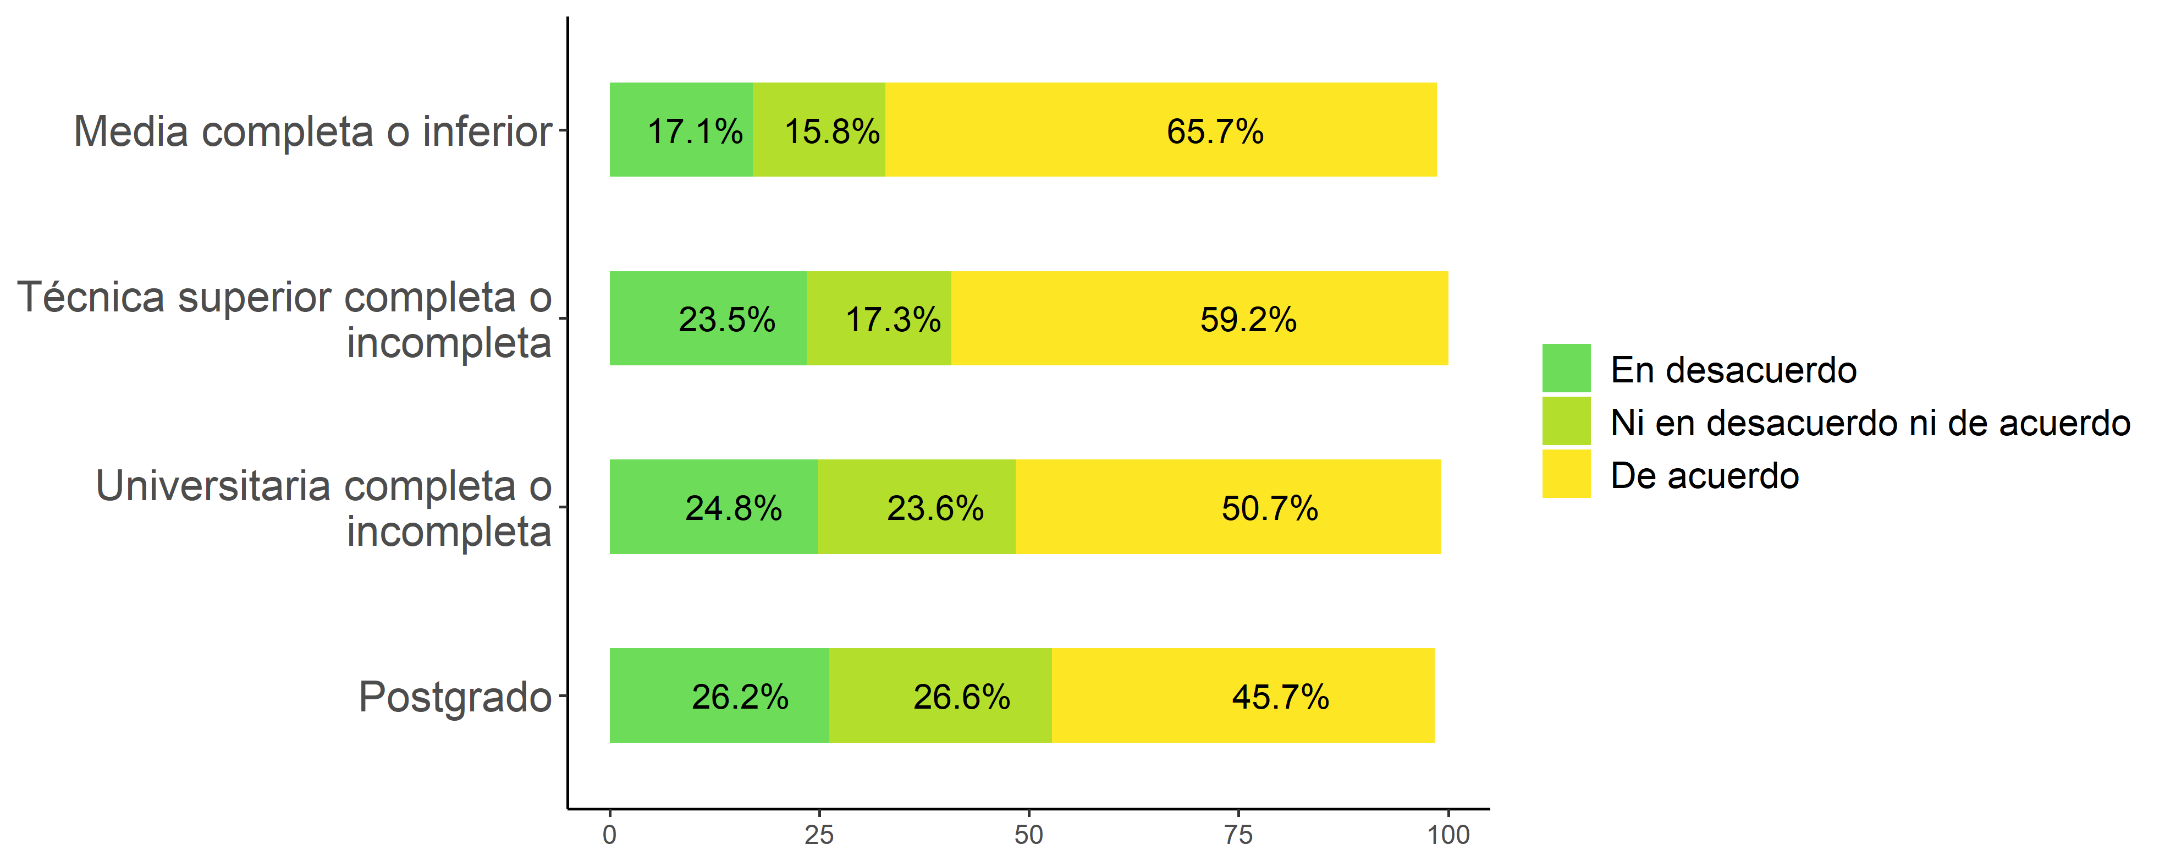 Media completa o inferior
17.1%
15.8%
65.7%
Técnica superior completa o
incompleta
23.5%
17.3%
59.2%
Universitaria completa o
incompleta
24.8%
23.6%
50.7%
Postgrado
26.2%
26.6%
45.7%
0
25
50
75
100
En desacuerdo
Ni en desacuerdo ni de acuerdo
De acuerdo